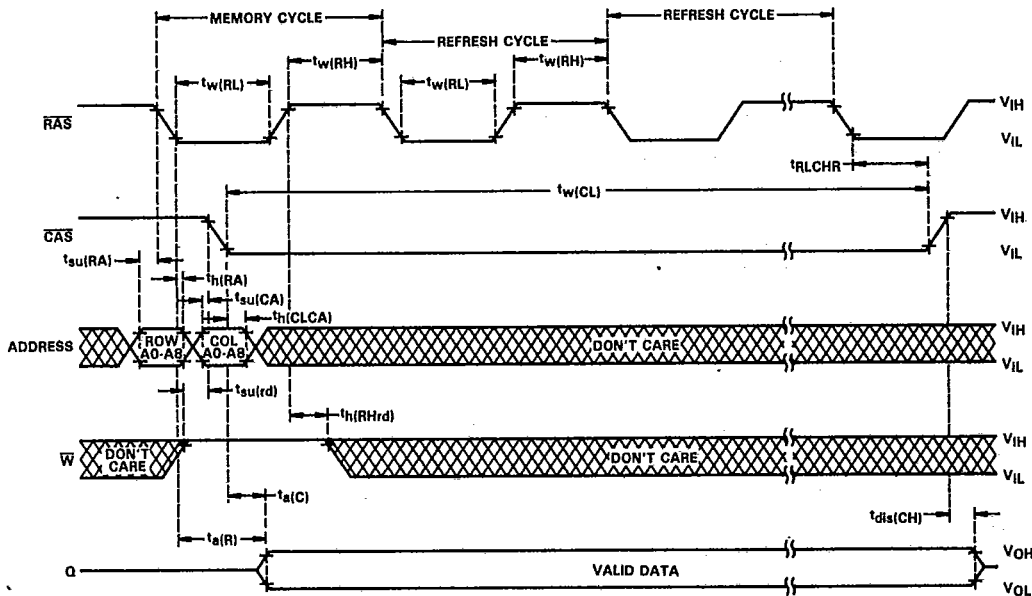 MEMORY CYCLE
REFRESH CYCLE
REFRESH CYCLE
tw(RH)
tw(RH)
tw(RL)
tw(RL)
RAS
VIH
VIL
tRLCHR
tw(CL)
CAS
VIH
VIL
tsu(RA)
th(RA)
tsu(CA)
th(CLCA)
ADDRESS
ROW
A0-A8
COL
A0-A8
DON'T CARE
VIH
VIL
tsu(rd)
th(RHrd)
W
DON'T
CARE
DON'T CARE
VIH
VIL
ta(C)
tdis(CH)
ta(R)
Q
VALID DATA
VOH
VOL